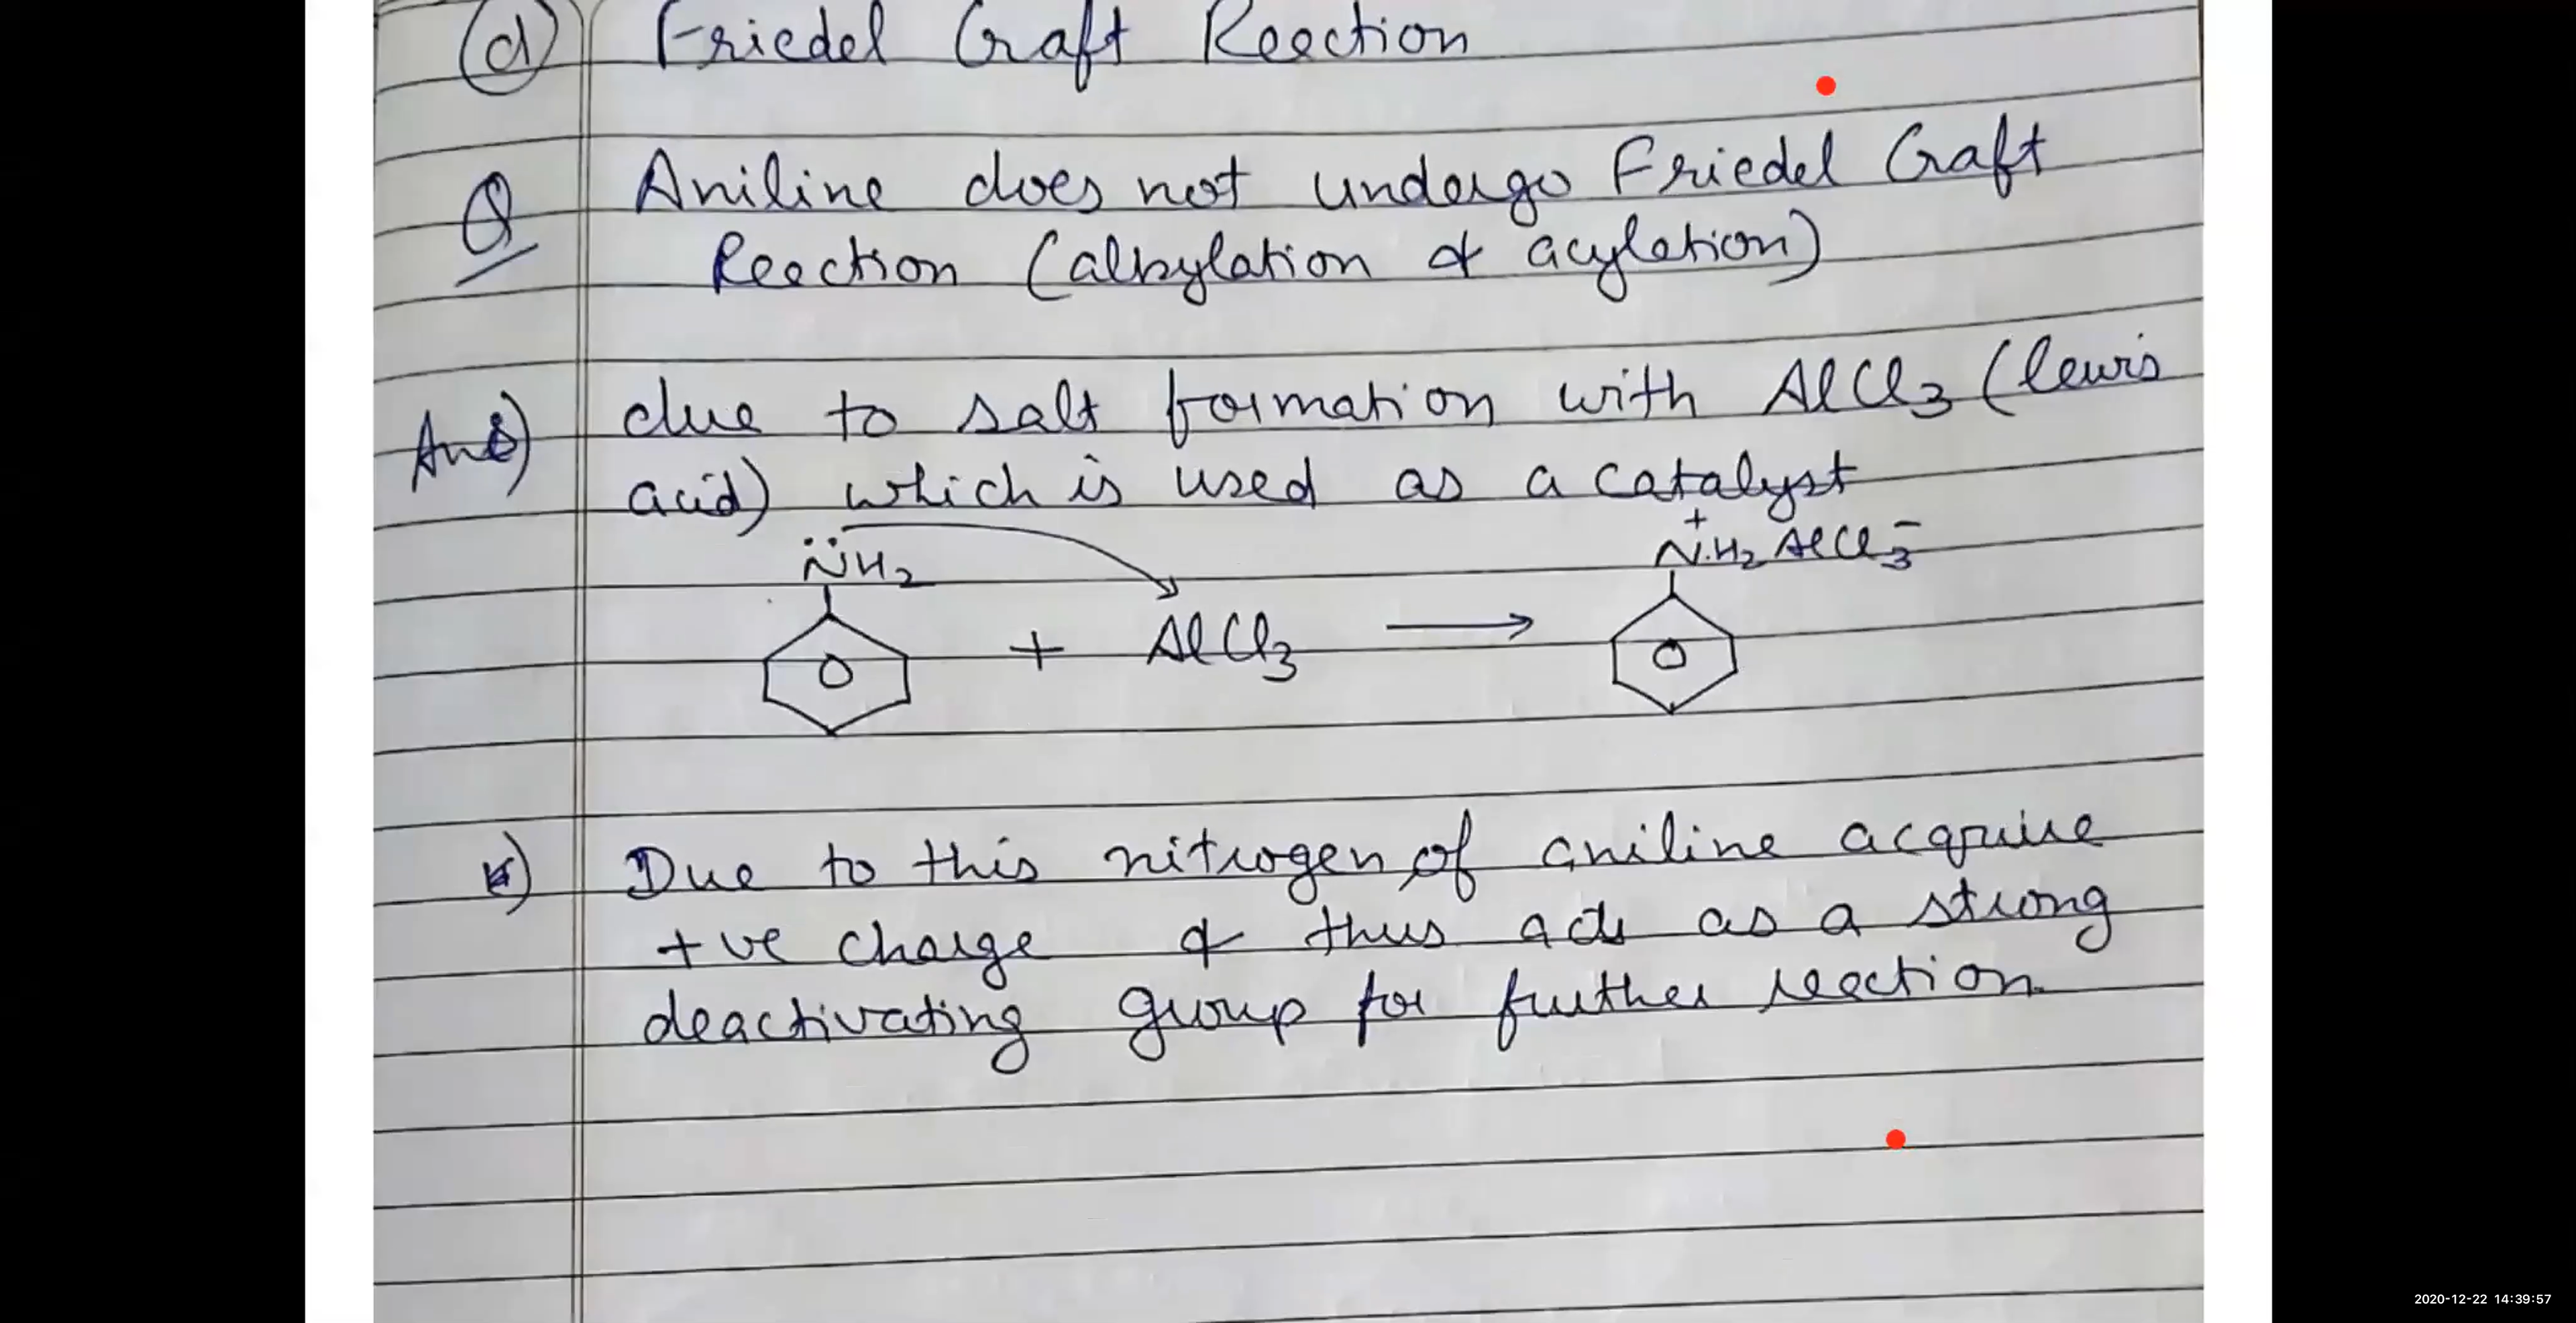 (d) Friedel Craft Reaction
Q Aniline does not undergo Friedel Craft
Reaction (alkylation & acylation)
Ans) due to salt formation with AlCl3 (lewis
acid) which is used as a catalyst
N̈H2 + AlCl3 → N⁺H2 AlCl3⁻
Due to this nitrogen of aniline acquire
+ve charge & thus acts as a strong
deactivating group for further reaction.
2020-12-22 14:39:57